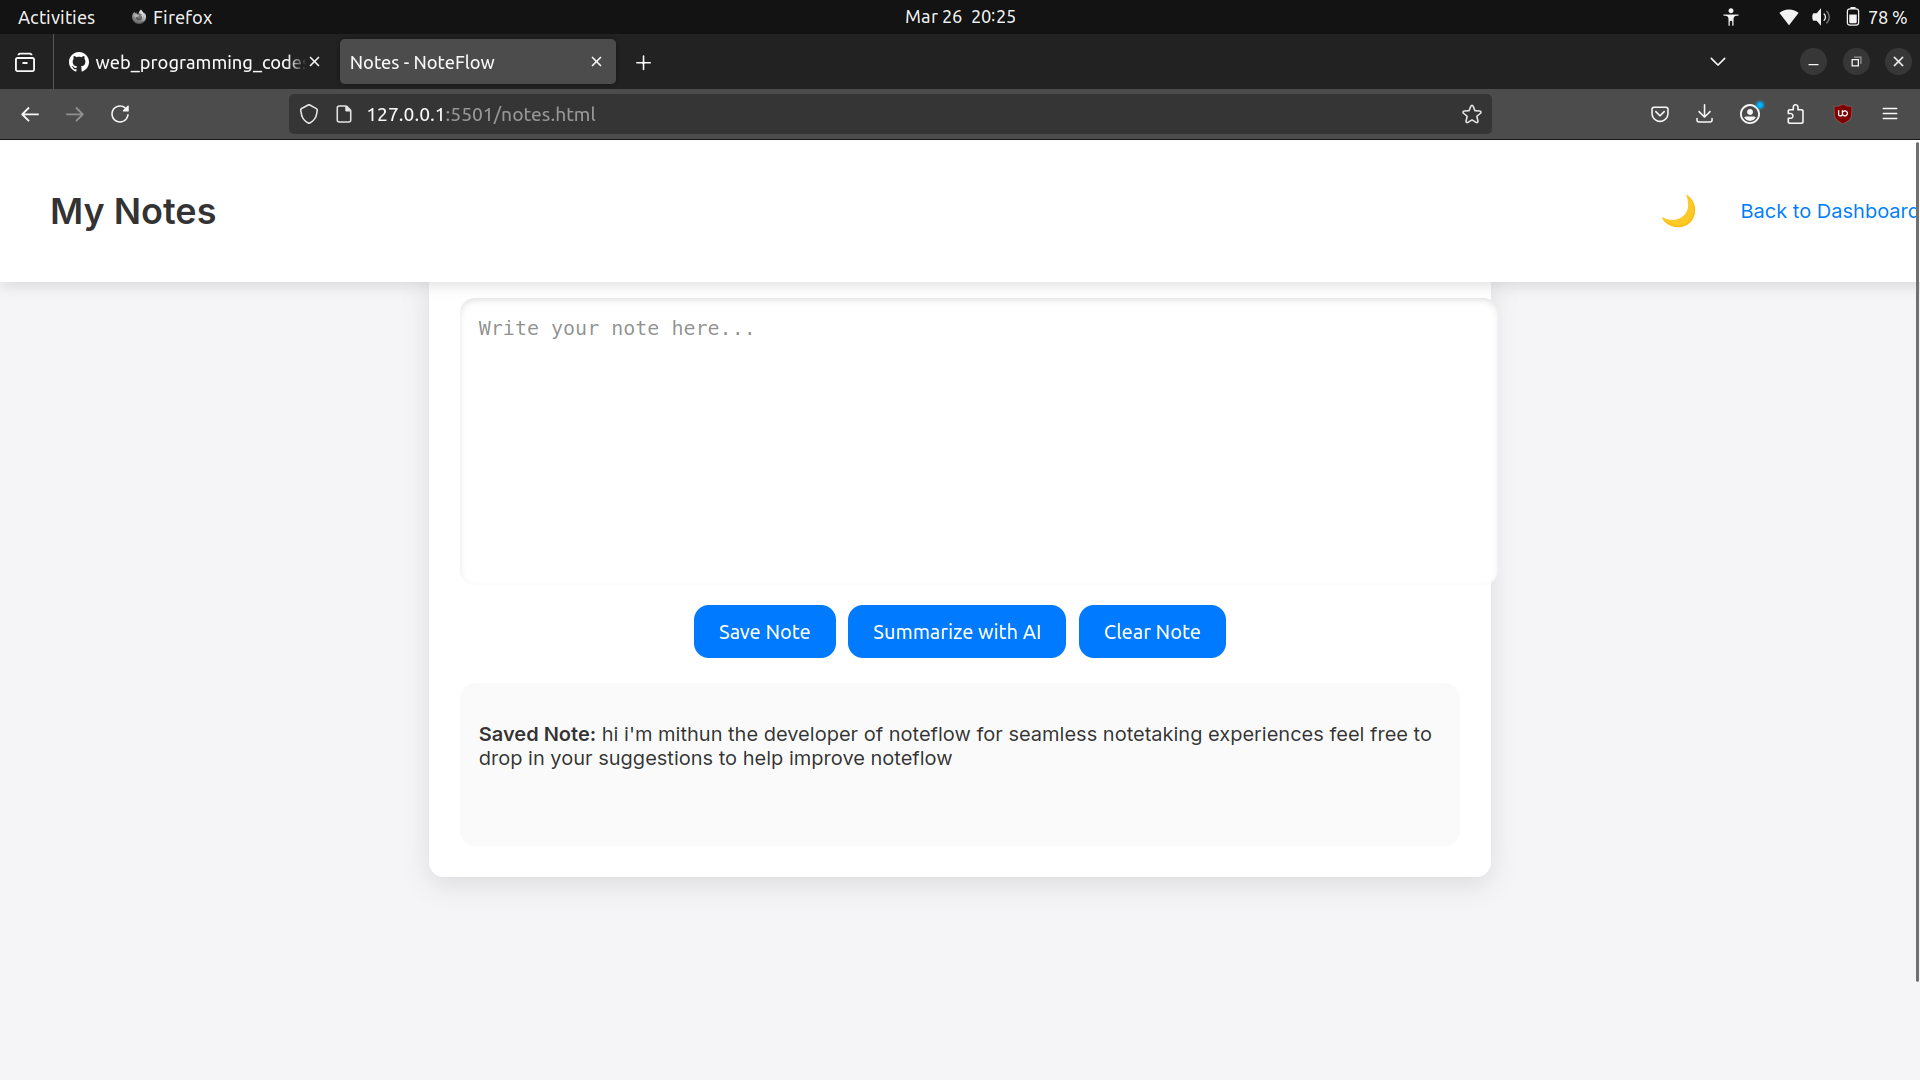 Activities Firefox Mar 26 20:25 78 %
web_programming_code Notes - NoteFlow
127.0.0.1:5501/notes.html
My Notes Back to Dashboard
Write your note here...
Save Note Summarize with AI Clear Note
Saved Note: hi i'm mithun the developer of noteflow for seamless notetaking experiences feel free to
drop in your suggestions to help improve noteflow